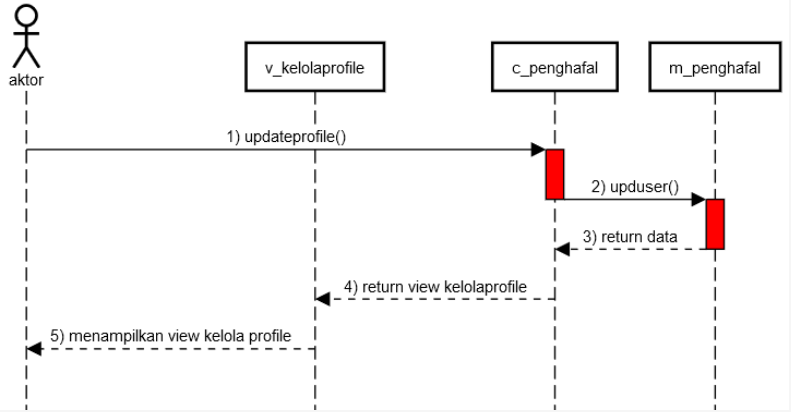 aktor
v_kelolaprofile
c_penghafal
m_penghafal
1) updateprofile()
2) upduser()
3) return data
4) return view kelolaprofile
5) menampilkan view kelola profile